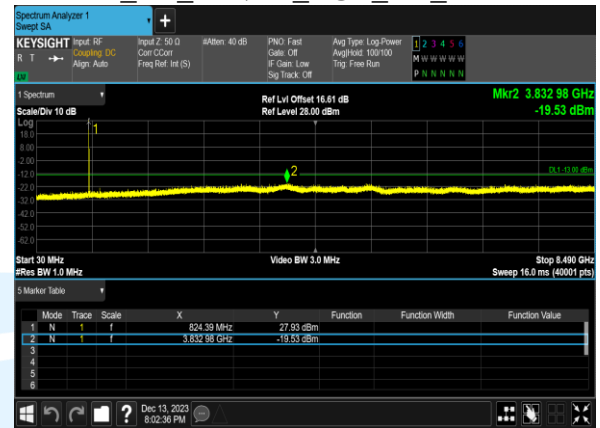 Spectrum Analyzer 1
Swept SA
KEYSIGHT Input: RF Input Z: 50 Ω #Atten: 40 dB PNO: Fast Avg Type: Log-Power 1 2 3 4 5 6
R T Coupling: DC Corr CCorr Gate: Off Avg|Hold: 100/100 M W W W W W
Align: Auto Freq Ref: Int (S) IF Gain: Low Trig: Free Run
Sig Track: Off P N N N N N
LXI
1 Spectrum
Mkr2 3.832 98 GHz
Ref Lvl Offset 16.61 dB
Scale/Div 10 dB Ref Level 28.00 dBm -19.53 dBm
Log
1
18.0
8.00
-2.00
2
-12.0
DL1 -13.00 dBm
-22.0
-32.0
-42.0
-52.0
-62.0
Start 30 MHz Video BW 3.0 MHz Stop 8.490 GHz
#Res BW 1.0 MHz Sweep 16.0 ms (40001 pts)
5 Marker Table
Mode Trace Scale X Y Function Function Width Function Value
1 N 1 f 824.39 MHz 27.93 dBm
2 N 1 f 3.832 98 GHz -19.53 dBm
3
4
5
6
? Dec 13, 2023
8:02:36 PM